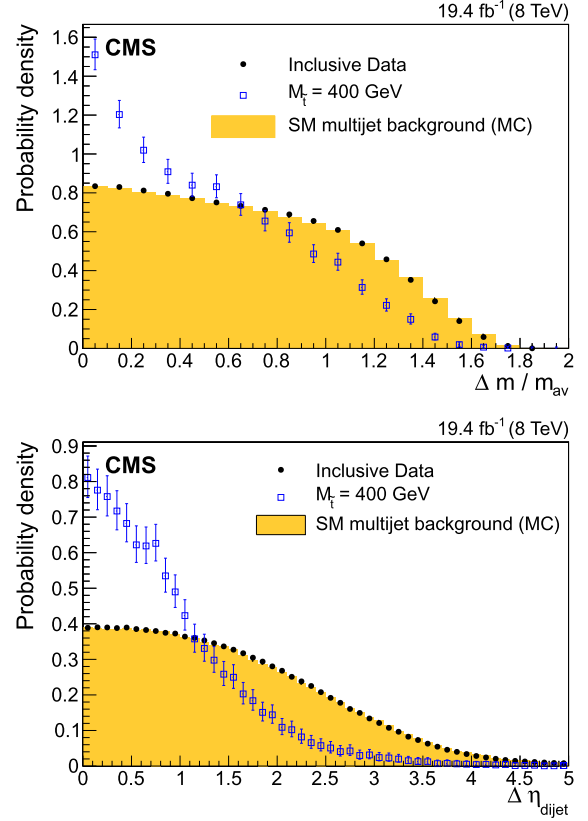 19.4 fb-1 (8 TeV)
CMS
Inclusive Data
Mt̃ = 400 GeV
SM multijet background (MC)
Probability density
1.6
1.4
1.2
1
0.8
0.6
0.4
0.2
0
0 0.2 0.4 0.6 0.8 1 1.2 1.4 1.6 1.8 2
Δ m / mav
19.4 fb-1 (8 TeV)
CMS
Inclusive Data
Mt̃ = 400 GeV
SM multijet background (MC)
Probability density
0.9
0.8
0.7
0.6
0.5
0.4
0.3
0.2
0.1
0
0 0.5 1 1.5 2 2.5 3 3.5 4 4.5 5
Δ ηdijet